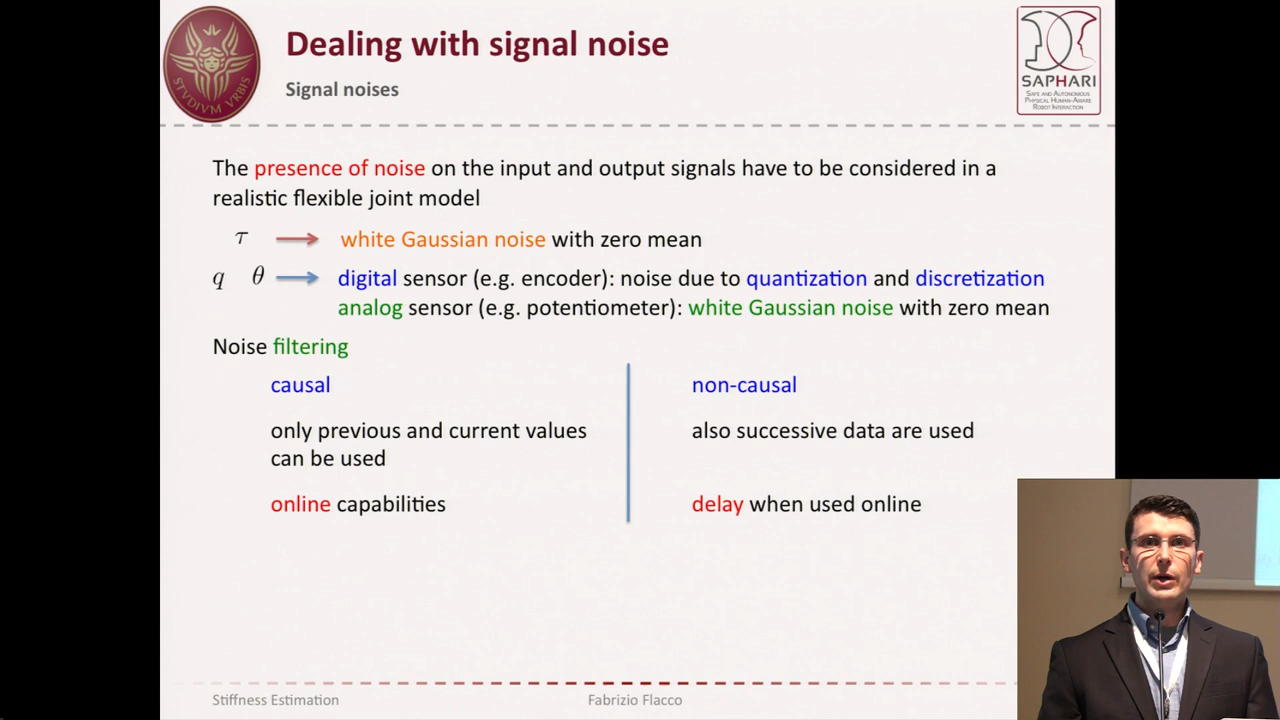 Dealing with signal noise
Signal noises
STVDIVM VRBIS
SAPHARI
SAFE AND AUTONOMOUS
PHYSICAL HUMAN-AWARE
ROBOT INTERACTION
The presence of noise on the input and output signals have to be considered in a
realistic flexible joint model
τ white Gaussian noise with zero mean
q θ digital sensor (e.g. encoder): noise due to quantization and discretization
analog sensor (e.g. potentiometer): white Gaussian noise with zero mean
Noise filtering
causal
only previous and current values
can be used
online capabilities
non-causal
also successive data are used
delay when used online
Stiffness Estimation
Fabrizio Flacco